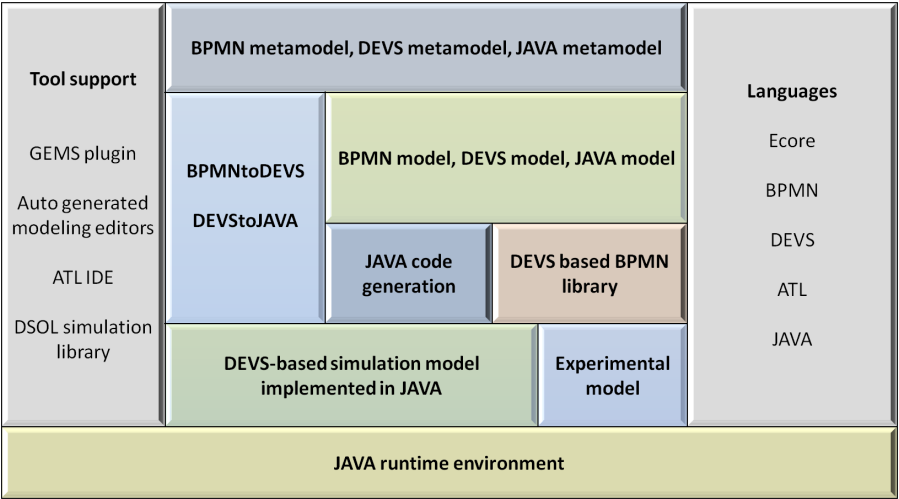 Tool support
GEMS plugin
Auto generated
modeling editors
ATL IDE
DSOL simulation
library
BPMN metamodel, DEVS metamodel, JAVA metamodel
BPMNtoDEVS
DEVStoJAVA
BPMN model, DEVS model, JAVA model
JAVA code
generation
DEVS based BPMN
library
DEVS-based simulation model
implemented in JAVA
Experimental
model
Languages
Ecore
BPMN
DEVS
ATL
JAVA
JAVA runtime environment